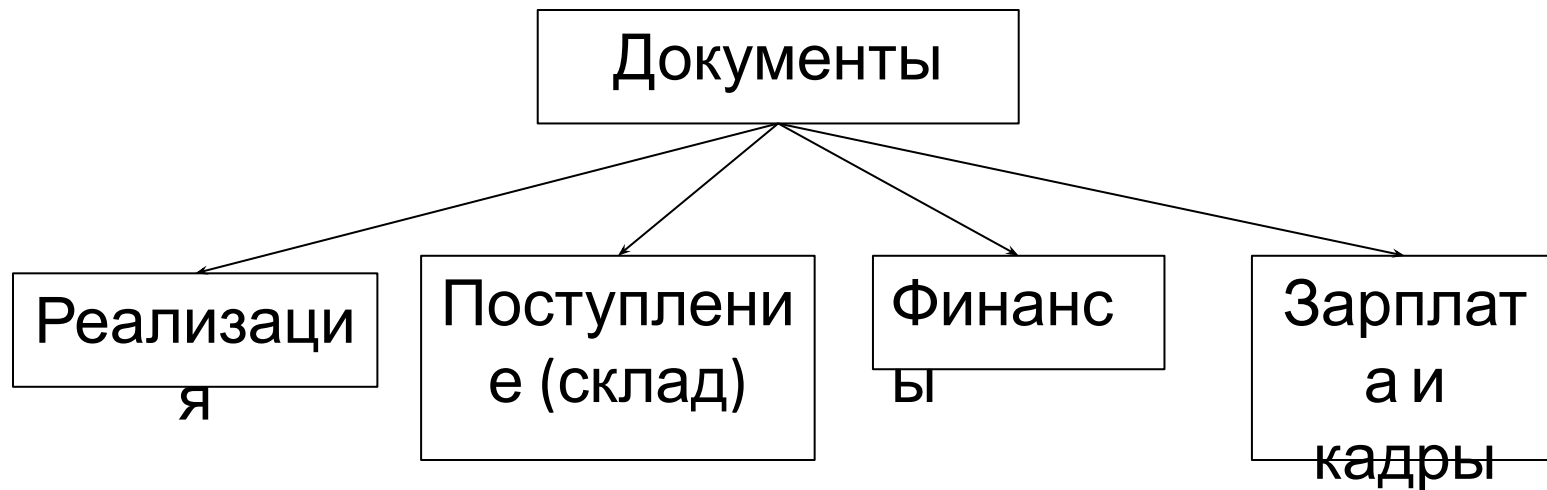 Документы
Реализаци
я
Поступлени
е (склад)
Финанс
ы
Зарплат
а и
кадры